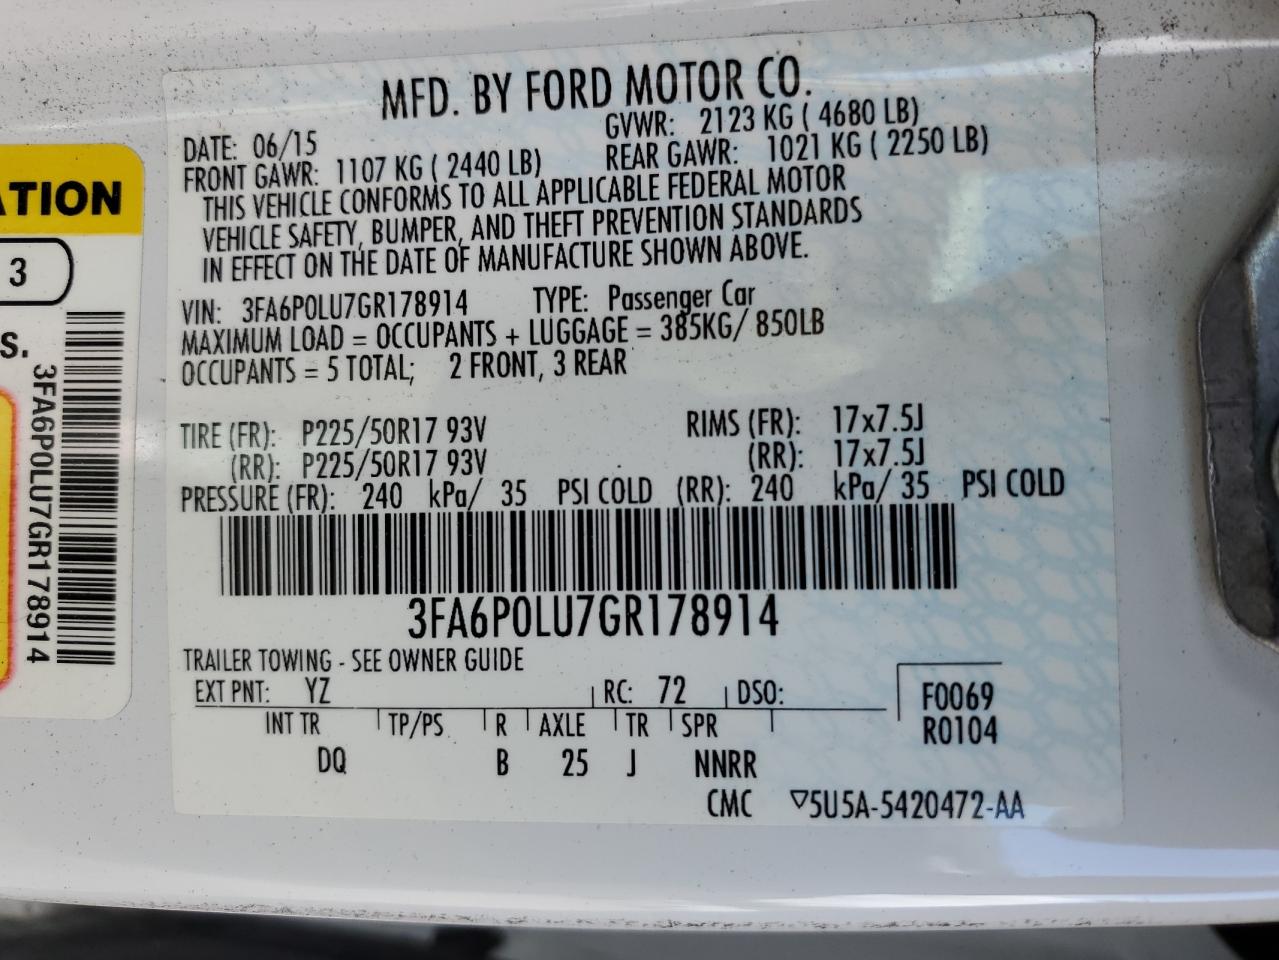 MFD. BY FORD MOTOR CO.
DATE: 06/15 GVWR: 2123 KG ( 4680 LB)
FRONT GAWR: 1107 KG ( 2440 LB) REAR GAWR: 1021 KG ( 2250 LB)
THIS VEHICLE CONFORMS TO ALL APPLICABLE FEDERAL MOTOR
VEHICLE SAFETY, BUMPER, AND THEFT PREVENTION STANDARDS
IN EFFECT ON THE DATE OF MANUFACTURE SHOWN ABOVE.
VIN: 3FA6P0LU7GR178914 TYPE: Passenger Car
MAXIMUM LOAD = OCCUPANTS + LUGGAGE = 385KG/ 850LB
OCCUPANTS = 5 TOTAL; 2 FRONT, 3 REAR
TIRE (FR): P225/50R17 93V RIMS (FR): 17x7.5J
(RR): P225/50R17 93V (RR): 17x7.5J
PRESSURE (FR): 240 kPa/ 35 PSI COLD (RR): 240 kPa/ 35 PSI COLD
3FA6P0LU7GR178914
TRAILER TOWING - SEE OWNER GUIDE
EXT PNT: YZ RC: 72 DSO: F0069
INT TR TP/PS R AXLE TR SPR R0104
DQ B 25 J NNRR
CMC ▽5U5A-5420472-AA
ATION
3
S.
3FA6P0LU7GR178914